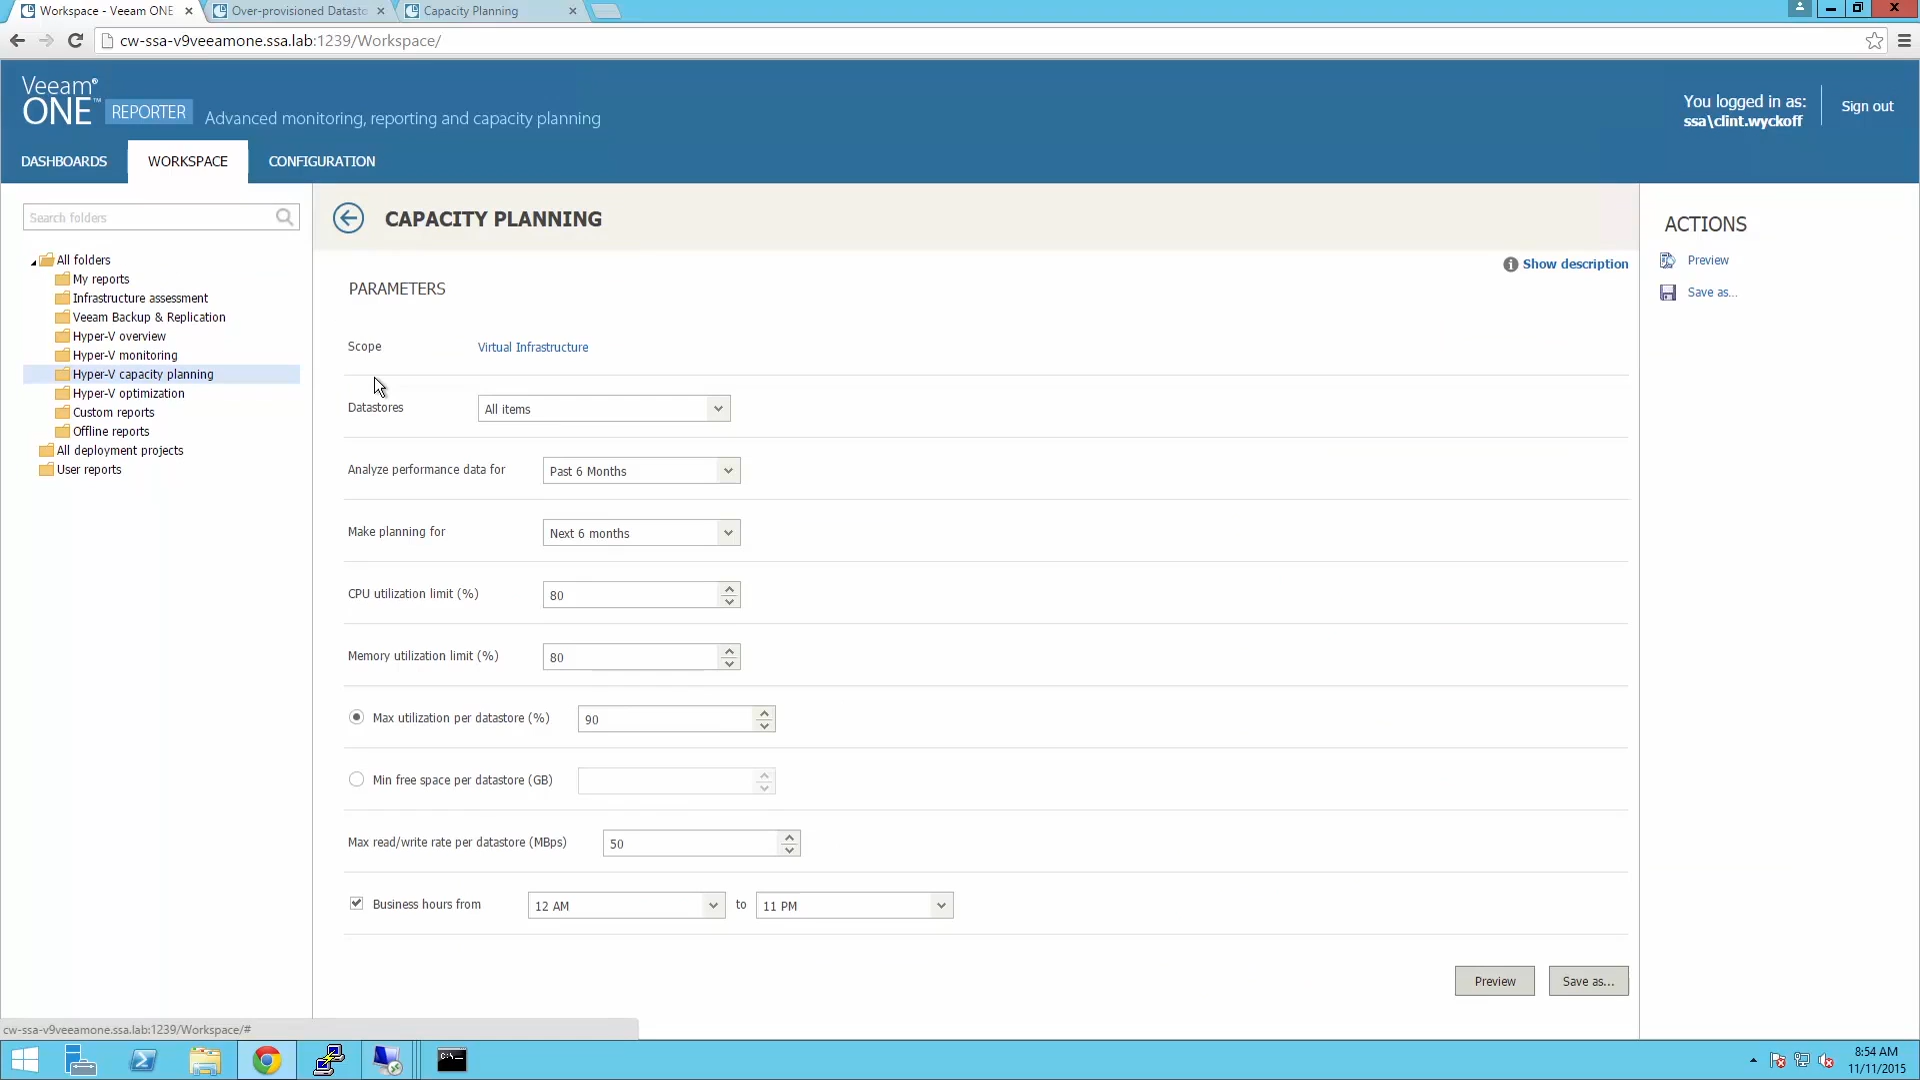 Workspace - Veeam ONE
Over-provisioned Datasto
Capacity Planning
cw-ssa-v9veeamone.ssa.lab:1239/Workspace/
Veeam®
ONE™ REPORTER Advanced monitoring, reporting and capacity planning
You logged in as:
ssa\clint.wyckoff
Sign out
DASHBOARDS
WORKSPACE
CONFIGURATION
Search folders
All folders
My reports
Infrastructure assessment
Veeam Backup & Replication
Hyper-V overview
Hyper-V monitoring
Hyper-V capacity planning
Hyper-V optimization
Custom reports
Offline reports
All deployment projects
User reports
CAPACITY PLANNING
Show description
PARAMETERS
Scope Virtual Infrastructure
Datastores All items
Analyze performance data for Past 6 Months
Make planning for Next 6 months
CPU utilization limit (%) 80
Memory utilization limit (%) 80
Max utilization per datastore (%) 90
Min free space per datastore (GB)
Max read/write rate per datastore (MBps) 50
Business hours from 12 AM to 11 PM
Preview
Save as...
ACTIONS
Preview
Save as...
cw-ssa-v9veeamone.ssa.lab:1239/Workspace/#
C:\_
8:54 AM
11/11/2015